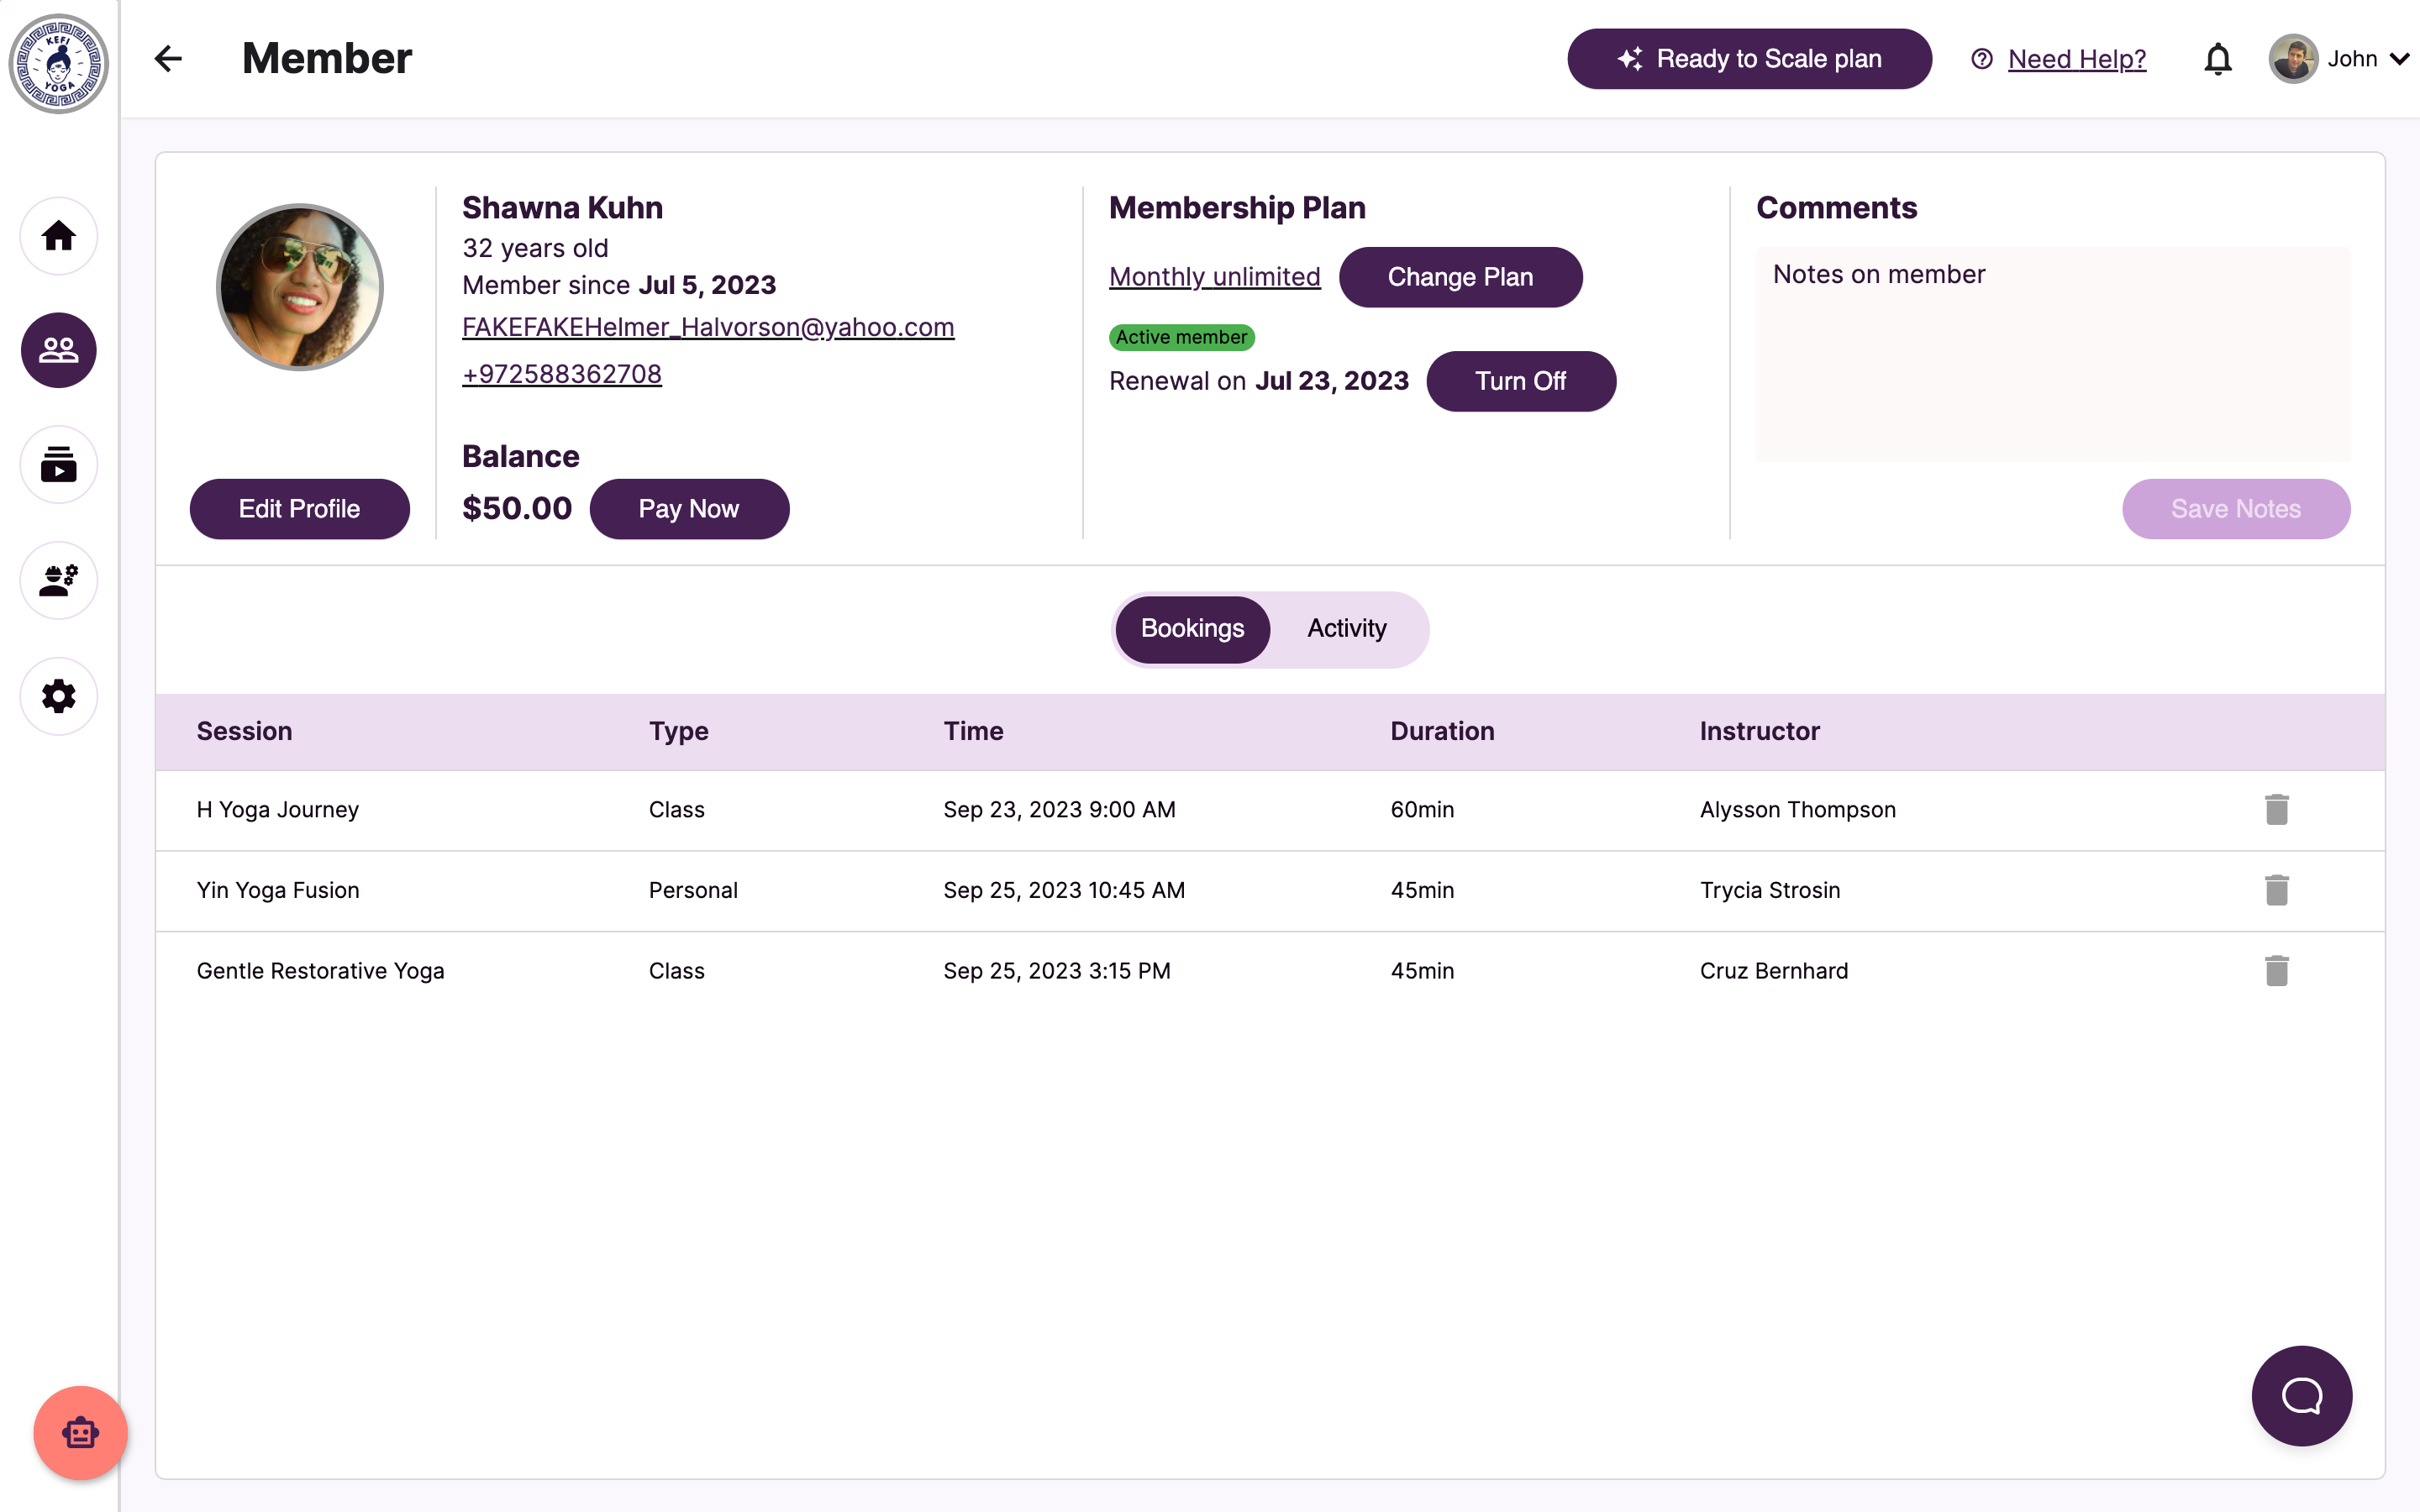 KEFI
YOGA
Member
Ready to Scale plan
Need Help?
John
Shawna Kuhn
32 years old
Member since Jul 5, 2023
FAKEFAKEHelmer_Halvorson@yahoo.com
+972588362708
Balance
$50.00
Pay Now
Edit Profile
Membership Plan
Monthly unlimited
Change Plan
Active member
Renewal on Jul 23, 2023
Turn Off
Comments
Notes on member
Save Notes
Bookings
Activity
Session Type Time Duration Instructor
H Yoga Journey Class Sep 23, 2023 9:00 AM 60min Alysson Thompson
Yin Yoga Fusion Personal Sep 25, 2023 10:45 AM 45min Trycia Strosin
Gentle Restorative Yoga Class Sep 25, 2023 3:15 PM 45min Cruz Bernhard